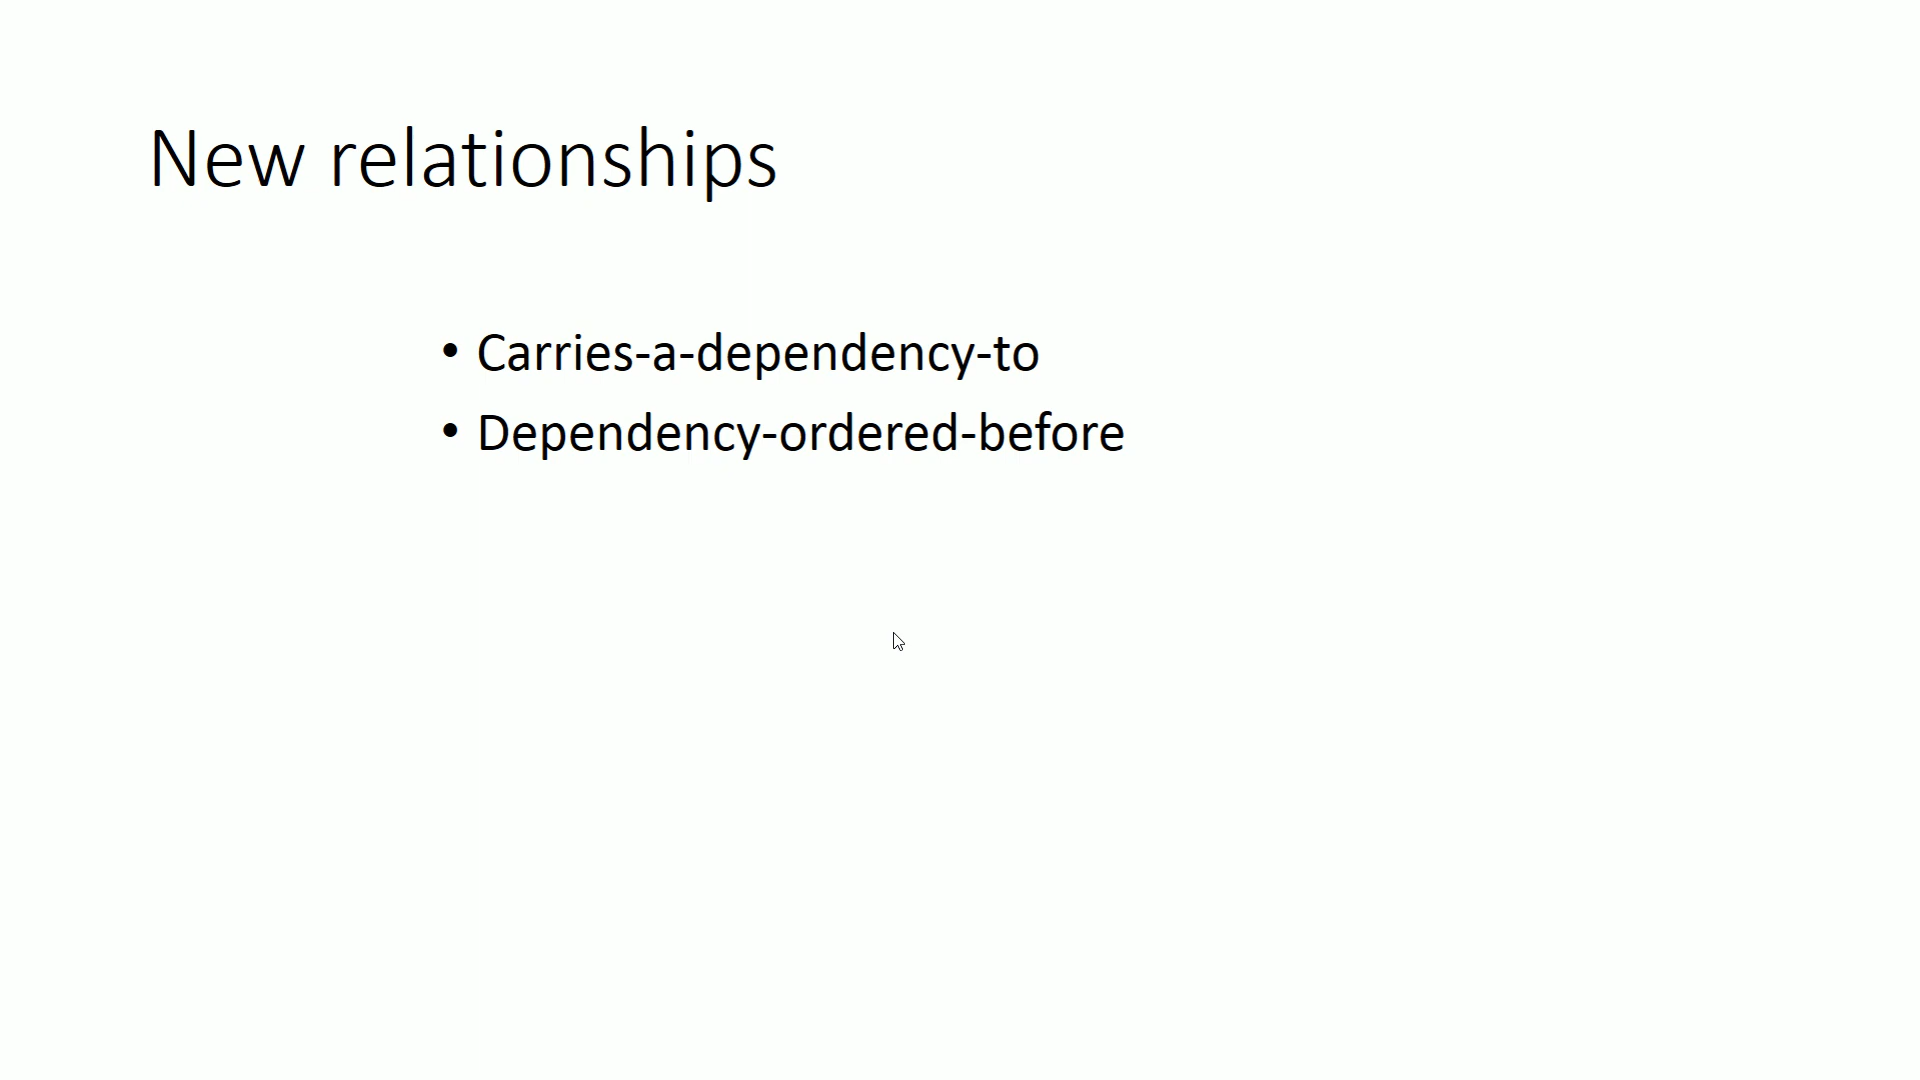 New relationships
• Carries-a-dependency-to
• Dependency-ordered-before